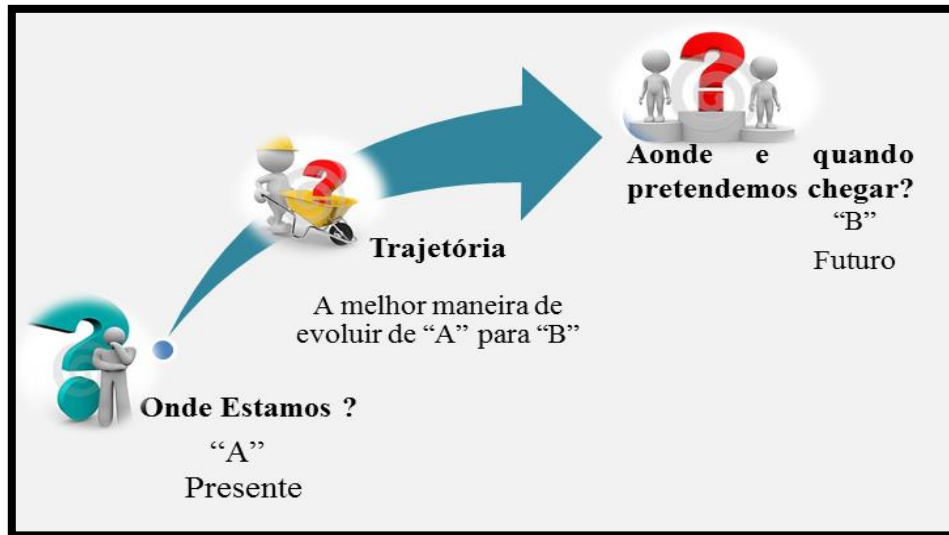 Aonde e quando
pretendemos chegar?
“B”
Futuro
Trajetória
A melhor maneira de
evoluir de “A” para “B”
Onde Estamos ?
“A”
Presente